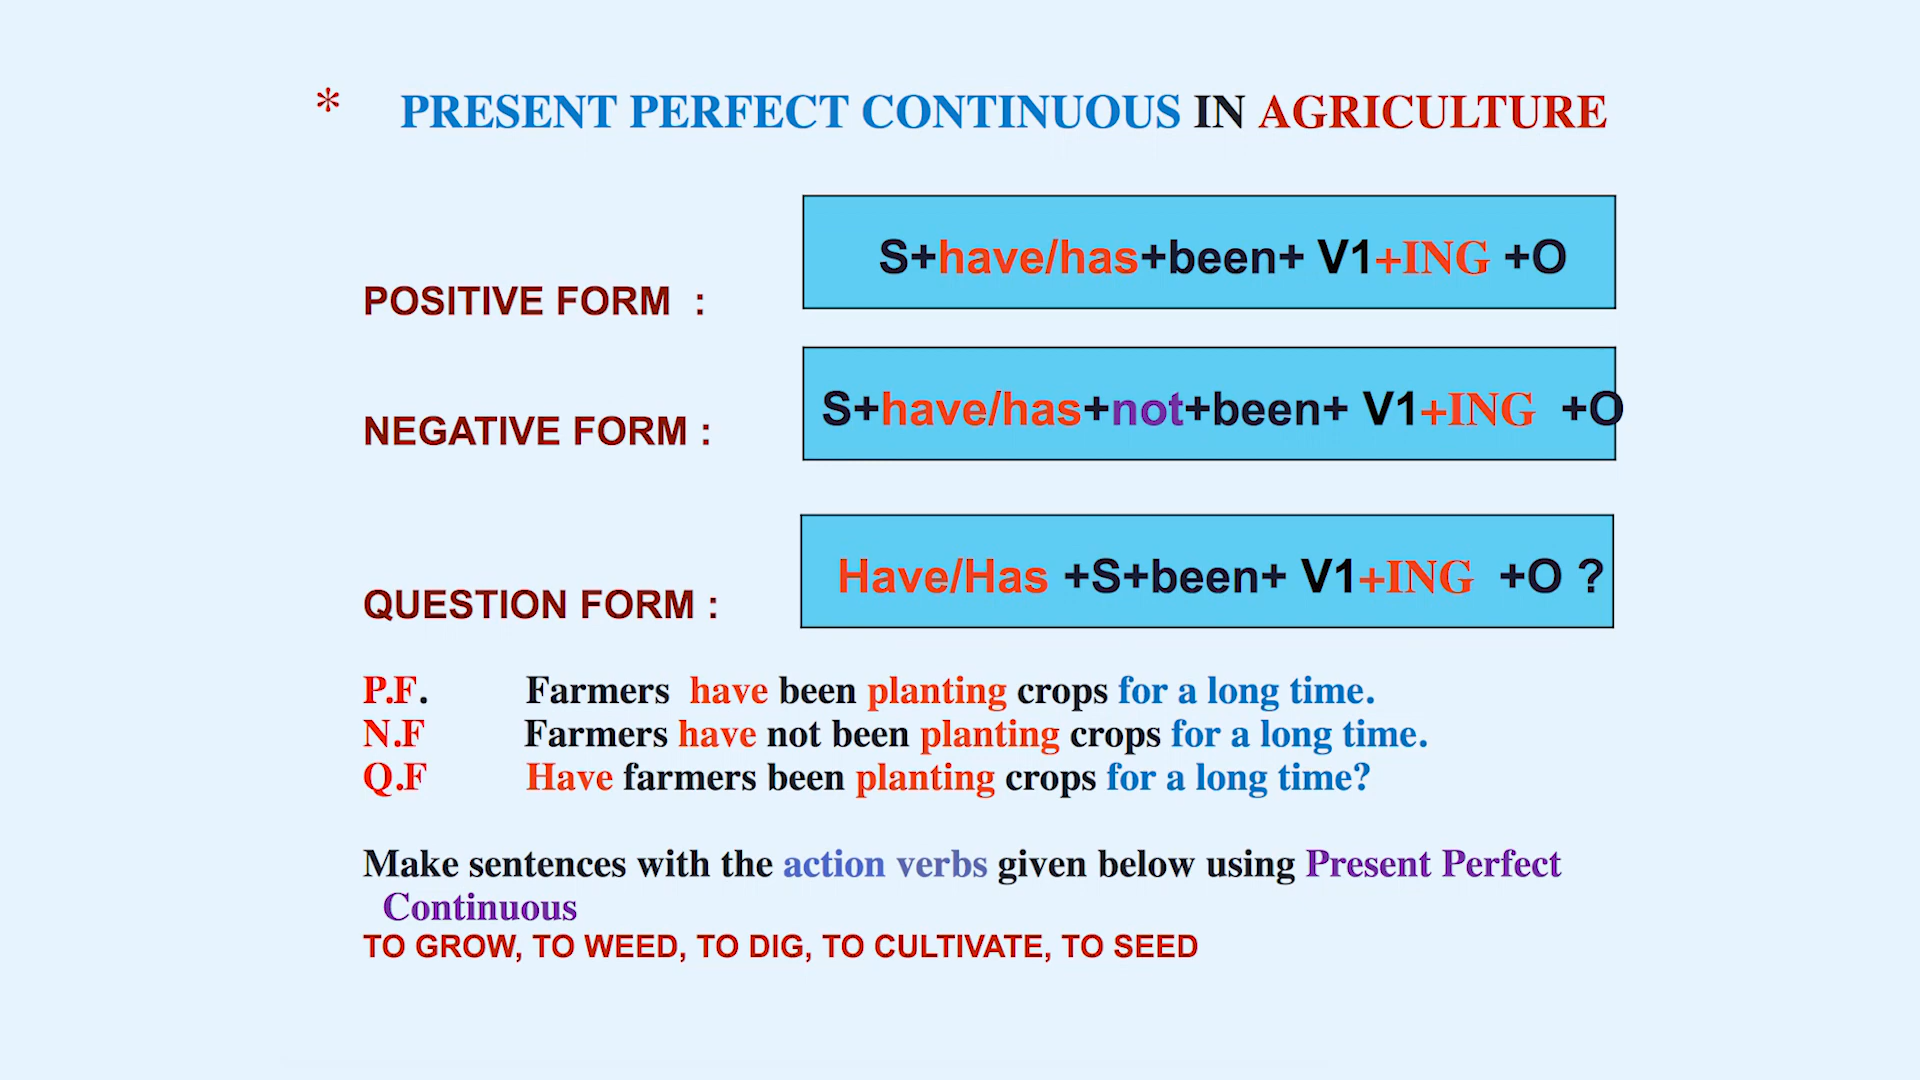 * PRESENT PERFECT CONTINUOUS IN AGRICULTURE
S+have/has+been+ V1+ING +O
POSITIVE FORM :
S+have/has+not+been+ V1+ING +O
NEGATIVE FORM :
Have/Has +S+been+ V1+ING +O ?
QUESTION FORM :
P.F. Farmers have been planting crops for a long time.
N.F Farmers have not been planting crops for a long time.
Q.F Have farmers been planting crops for a long time?
Make sentences with the action verbs given below using Present Perfect
Continuous
TO GROW, TO WEED, TO DIG, TO CULTIVATE, TO SEED